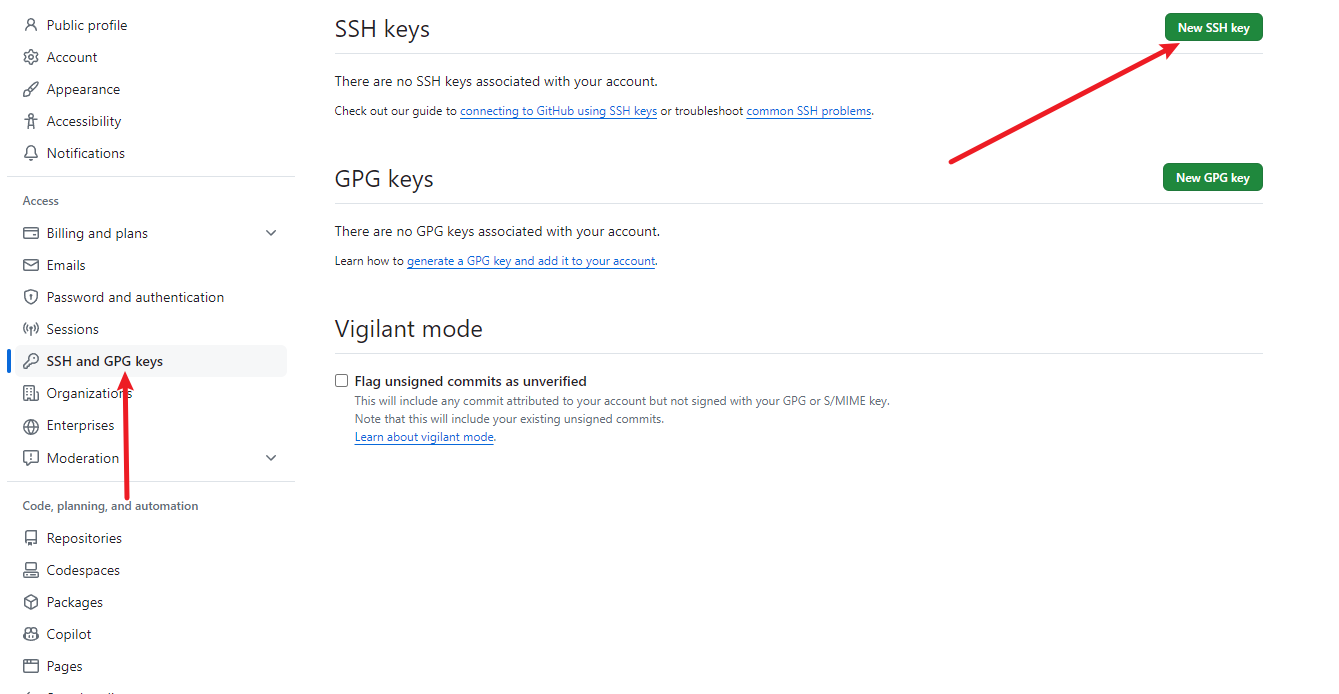 Public profile
Account
Appearance
Accessibility
Notifications
Access
Billing and plans
Emails
Password and authentication
Sessions
SSH and GPG keys
Organizations
Enterprises
Moderation
Code, planning, and automation
Repositories
Codespaces
Packages
Copilot
Pages
SSH keys
New SSH key
There are no SSH keys associated with your account.
Check out our guide to connecting to GitHub using SSH keys or troubleshoot common SSH problems.
GPG keys
New GPG key
There are no GPG keys associated with your account.
Learn how to generate a GPG key and add it to your account.
Vigilant mode
Flag unsigned commits as unverified
This will include any commit attributed to your account but not signed with your GPG or S/MIME key.
Note that this will include your existing unsigned commits.
Learn about vigilant mode.